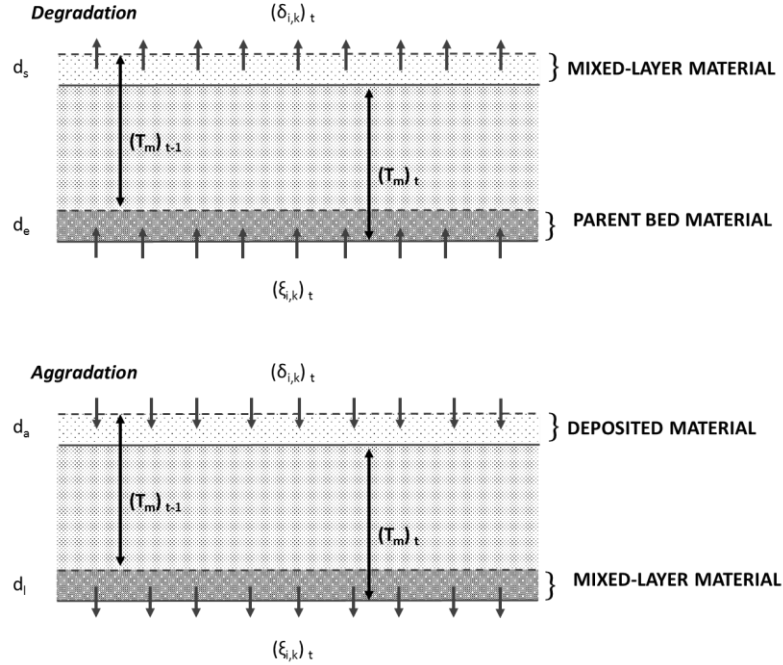 Degradation
(δi,k) t
ds
MIXED-LAYER MATERIAL
(Tm) t-1
(Tm) t
de
PARENT BED MATERIAL
(ξi,k) t
Aggradation
(δi,k) t
da
DEPOSITED MATERIAL
(Tm) t-1
(Tm) t
dl
MIXED-LAYER MATERIAL
(ξi,k) t